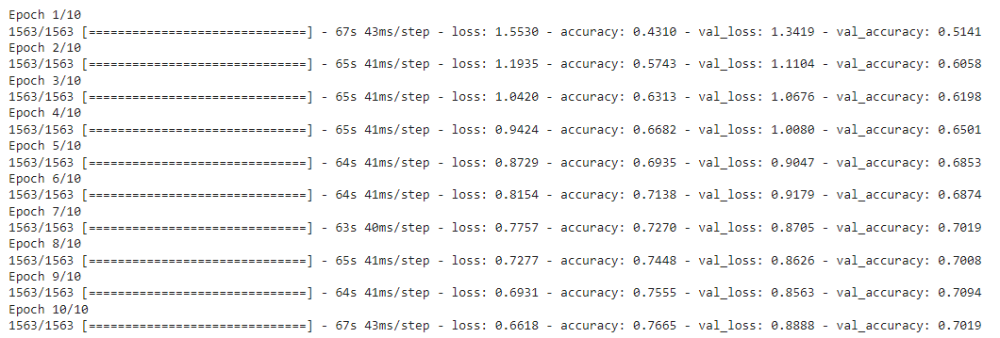 Epoch 1/10
1563/1563 [==============================] - 67s 43ms/step - loss: 1.5530 - accuracy: 0.4310 - val_loss: 1.3419 - val_accuracy: 0.5141
Epoch 2/10
1563/1563 [==============================] - 65s 41ms/step - loss: 1.1935 - accuracy: 0.5743 - val_loss: 1.1104 - val_accuracy: 0.6058
Epoch 3/10
1563/1563 [==============================] - 65s 41ms/step - loss: 1.0420 - accuracy: 0.6313 - val_loss: 1.0676 - val_accuracy: 0.6198
Epoch 4/10
1563/1563 [==============================] - 65s 41ms/step - loss: 0.9424 - accuracy: 0.6682 - val_loss: 1.0080 - val_accuracy: 0.6501
Epoch 5/10
1563/1563 [==============================] - 64s 41ms/step - loss: 0.8729 - accuracy: 0.6935 - val_loss: 0.9047 - val_accuracy: 0.6853
Epoch 6/10
1563/1563 [==============================] - 64s 41ms/step - loss: 0.8154 - accuracy: 0.7138 - val_loss: 0.9179 - val_accuracy: 0.6874
Epoch 7/10
1563/1563 [==============================] - 63s 40ms/step - loss: 0.7757 - accuracy: 0.7270 - val_loss: 0.8705 - val_accuracy: 0.7019
Epoch 8/10
1563/1563 [==============================] - 65s 41ms/step - loss: 0.7277 - accuracy: 0.7448 - val_loss: 0.8626 - val_accuracy: 0.7008
Epoch 9/10
1563/1563 [==============================] - 64s 41ms/step - loss: 0.6931 - accuracy: 0.7555 - val_loss: 0.8563 - val_accuracy: 0.7094
Epoch 10/10
1563/1563 [==============================] - 67s 43ms/step - loss: 0.6618 - accuracy: 0.7665 - val_loss: 0.8888 - val_accuracy: 0.7019